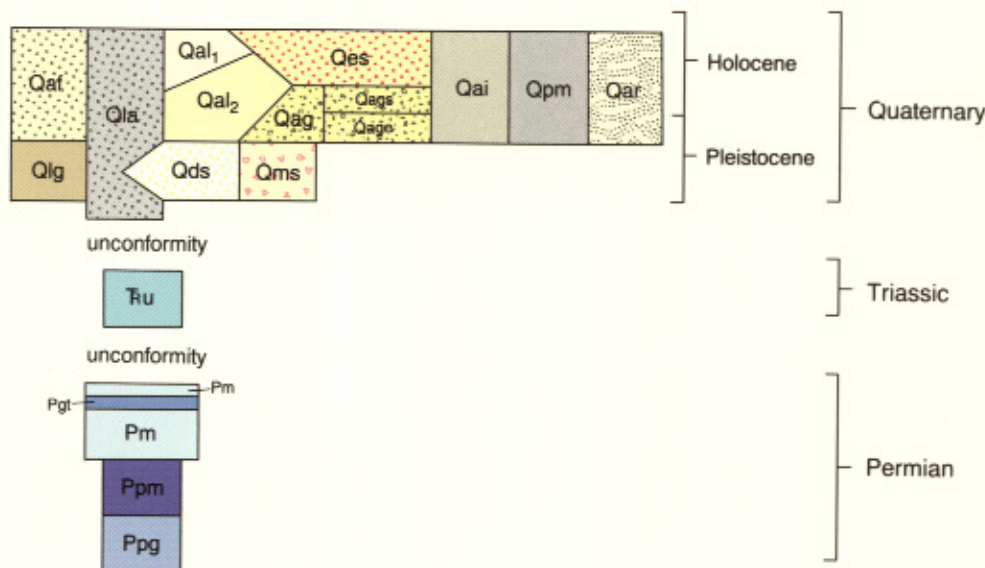 Qaf
Qla
Qal1
Qal2
Qes
Qag
Qags
Qago
Qai
Qpm
Qar
Qlg
Qds
Qms
Holocene
Pleistocene
Quaternary
unconformity
Ꞧu
Triassic
unconformity
Pm
Pgt
Pm
Ppm
Ppg
Permian